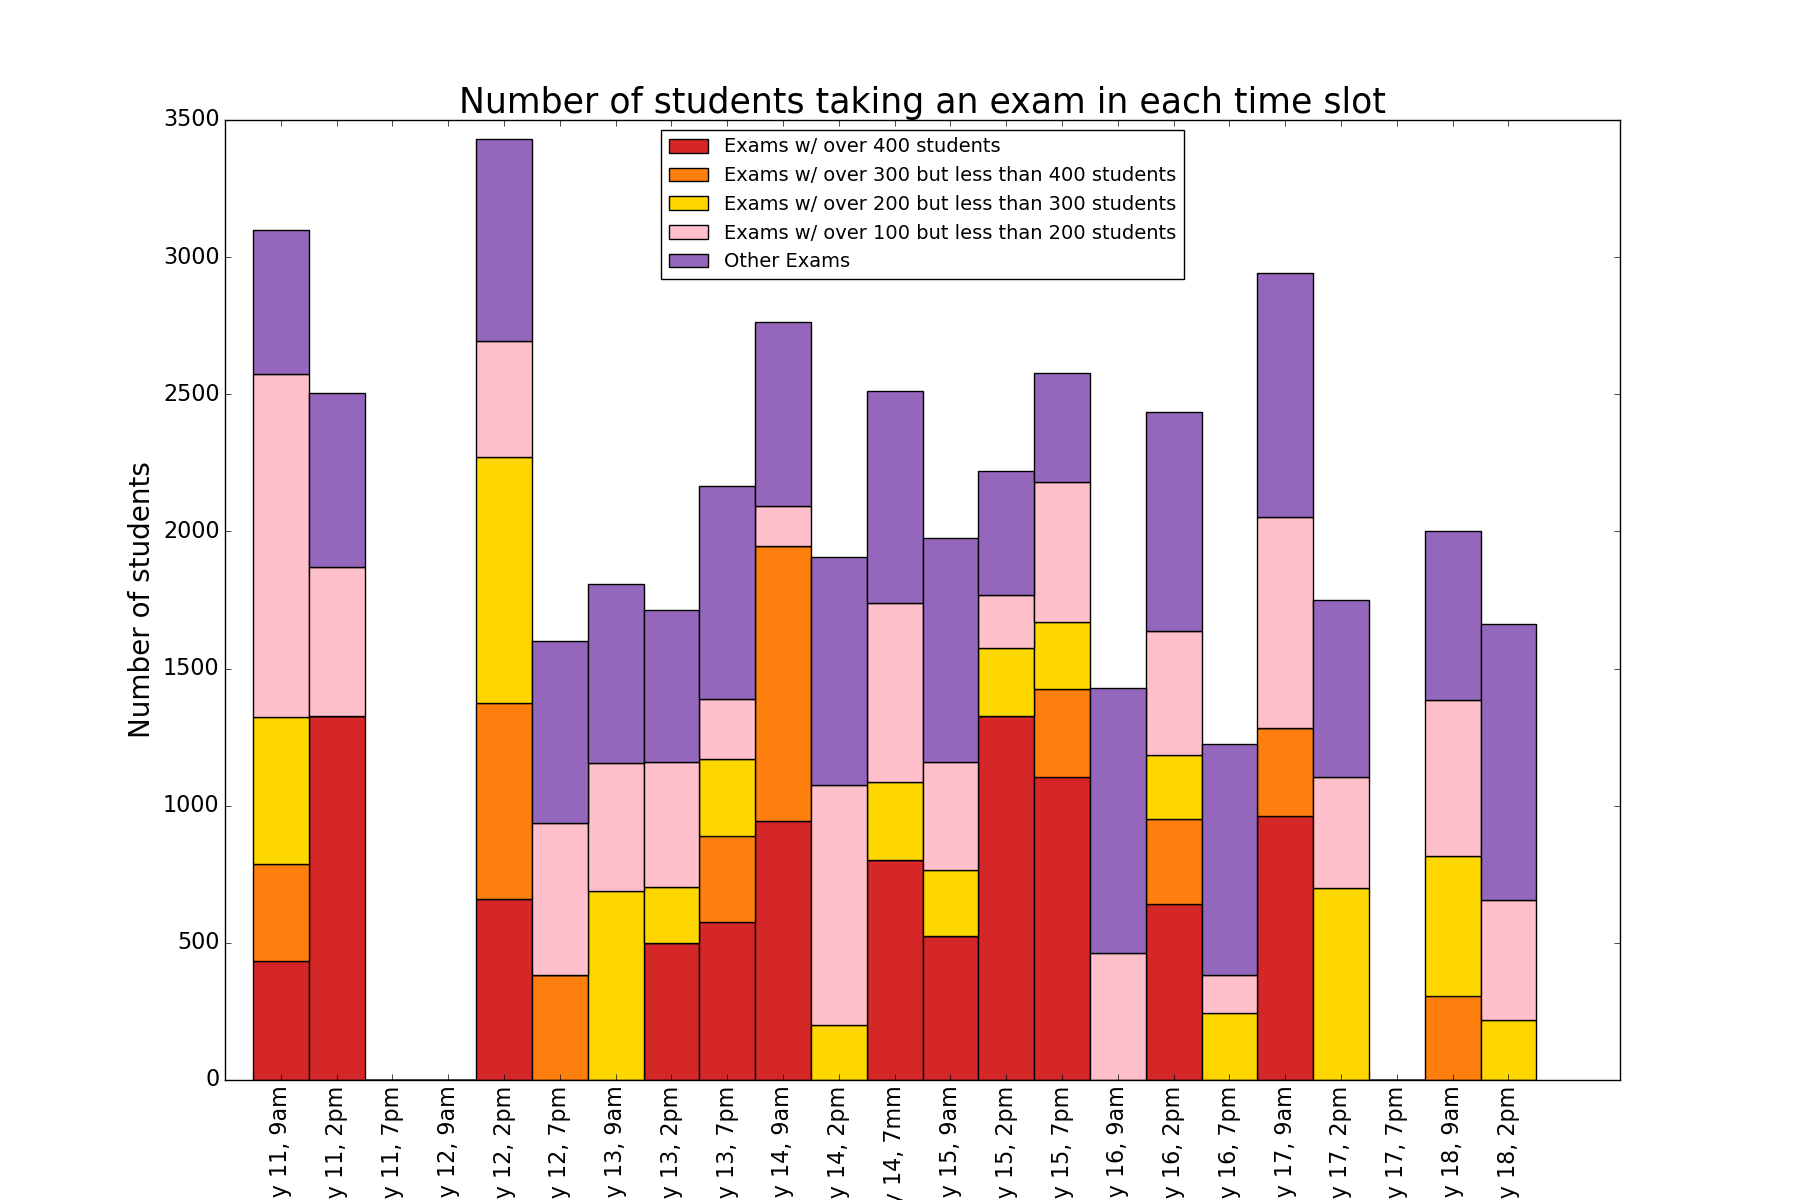 Number of students taking an exam in each time slot
Exams w/ over 400 students
Exams w/ over 300 but less than 400 students
Exams w/ over 200 but less than 300 students
Exams w/ over 100 but less than 200 students
Other Exams
Number of students
3500
3000
2500
2000
1500
1000
500
0
y 11, 9am
y 11, 2pm
y 11, 7pm
y 12, 9am
y 12, 2pm
y 12, 7pm
y 13, 9am
y 13, 2pm
y 13, 7pm
y 14, 9am
y 14, 2pm
y 14, 7mm
y 15, 9am
y 15, 2pm
y 15, 7pm
y 16, 9am
y 16, 2pm
y 16, 7pm
y 17, 9am
y 17, 2pm
y 17, 7pm
y 18, 9am
y 18, 2pm